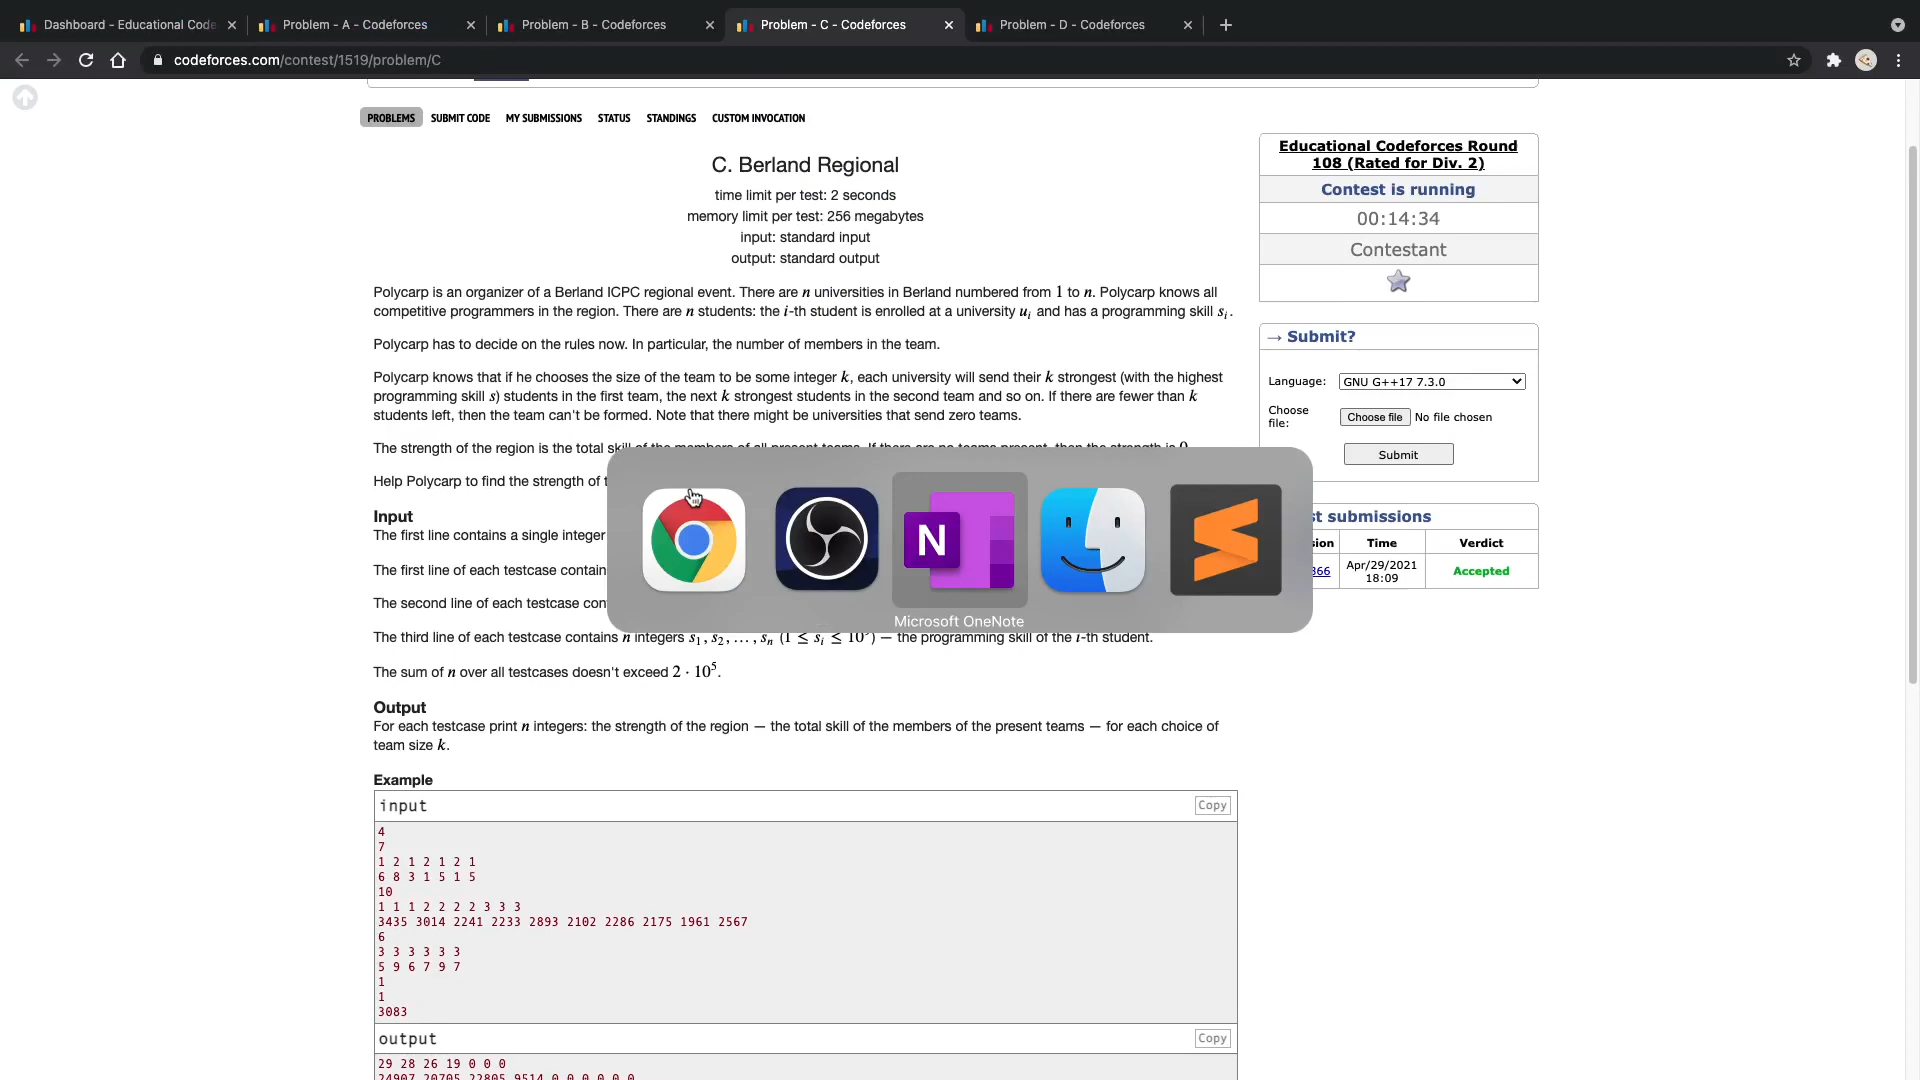 Dashboard - Educational Code
Problem - A - Codeforces
Problem - B - Codeforces
Problem - C - Codeforces
Problem - D - Codeforces
codeforces.com/contest/1519/problem/C
PROBLEMS SUBMIT CODE MY SUBMISSIONS STATUS STANDINGS CUSTOM INVOCATION
C. Berland Regional
time limit per test: 2 seconds
memory limit per test: 256 megabytes
input: standard input
output: standard output
Polycarp is an organizer of a Berland ICPC regional event. There are n universities in Berland numbered from 1 to n. Polycarp knows all
competitive programmers in the region. There are n students: the i-th student is enrolled at a university u_i and has a programming skill s_i.
Polycarp has to decide on the rules now. In particular, the number of members in the team.
Polycarp knows that if he chooses the size of the team to be some integer k, each university will send their k strongest (with the highest
programming skill s) students in the first team, the next k strongest students in the second team and so on. If there are fewer than k
students left, then the team can't be formed. Note that there might be universities that send zero teams.
The strength of the region is the total skill of the members of all present teams. If there are no teams present, then the strength is 0
Help Polycarp to find the strength of
Input
The first line contains a single integer
The first line of each testcase contain
The second line of each testcase con
The third line of each testcase contains n integers s_1, s_2, …, s_n (1 ≤ s_i ≤ 10 ) — the programming skill of the i-th student.
The sum of n over all testcases doesn't exceed 2 · 10^5.
Output
For each testcase print n integers: the strength of the region — the total skill of the members of the present teams — for each choice of
team size k.
Example
input
Copy
4
7
1 2 1 2 1 2 1
6 8 3 1 5 1 5
10
1 1 1 2 2 2 2 3 3 3
3435 3014 2241 2233 2893 2102 2286 2175 1961 2567
6
3 3 3 3 3 3
5 9 6 7 9 7
1
1
3083
output
Copy
29 28 26 19 0 0 0
24907 20705 22805 9514 0 0 0 0 0 0
Educational Codeforces Round
108 (Rated for Div. 2)
Contest is running
00:14:34
Contestant
→ Submit?
Language: GNU G++17 7.3.0
Choose
file:
Choose file No file chosen
Submit
t submissions
ion Time Verdict
366 Apr/29/2021
18:09
Accepted
N
Microsoft OneNote